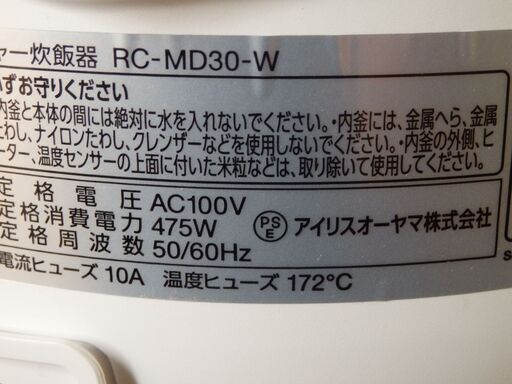 ャー炊飯器 RC-MD30-W
ずお守りください
内釜と本体の間には絶対に水を入れないでください。・内釜には、金属へら、金属
たわし、ナイロンたわし、クレンザーなどを使用しないでください。・内釜の外側、ヒ
ーター、温度センサーの上面に付いた米粒などは、取り除いて使用してください。
定格電圧 AC100V
定格消費電力 475W
定格周波数 50/60Hz
PSE アイリスオーヤマ株式会社
電流ヒューズ 10A 温度ヒューズ 172℃